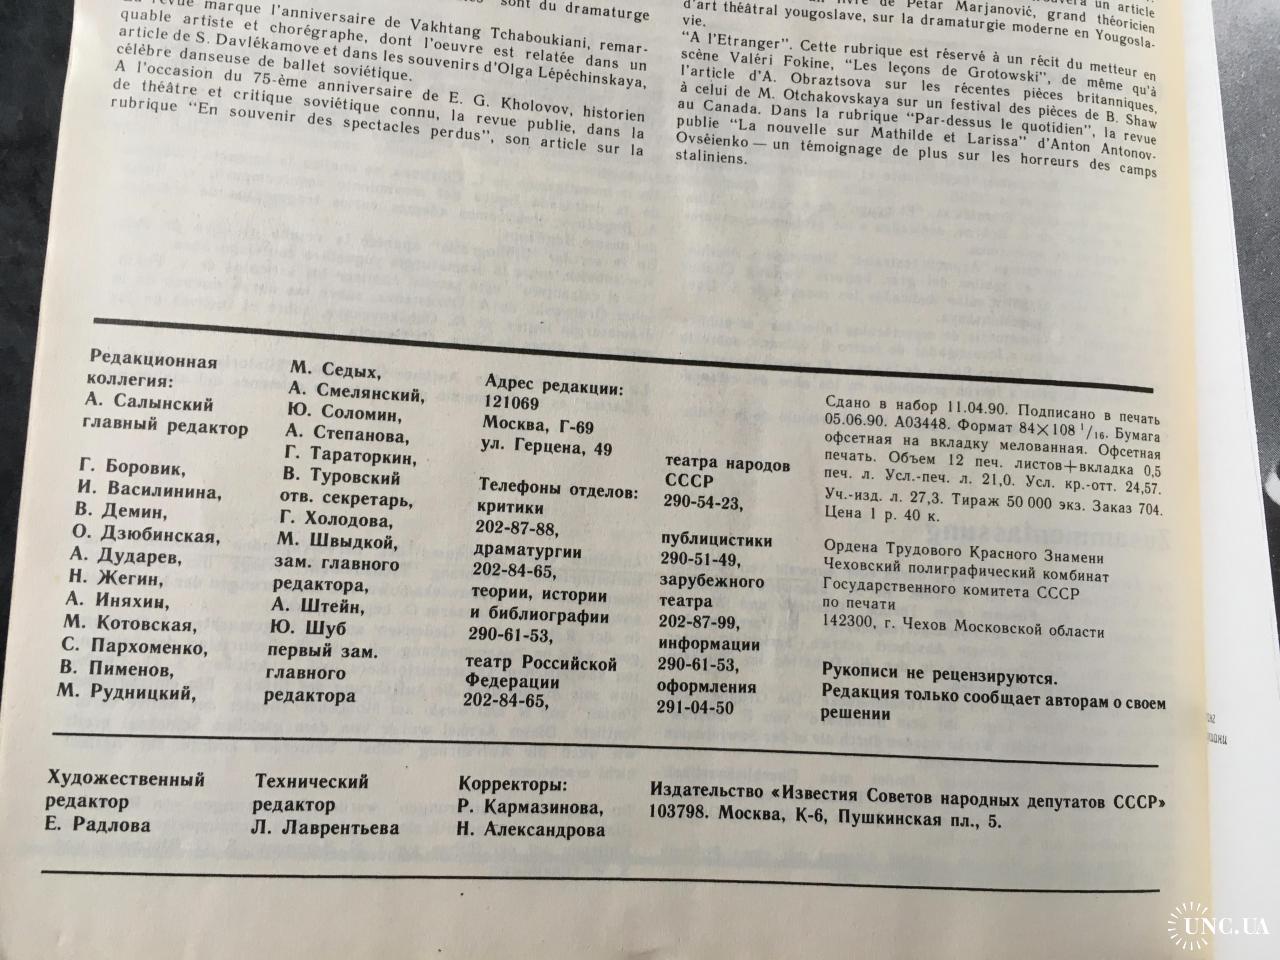 sont du dramaturge
La revue marque l'anniversaire de Vakhtang Tchaboukiani, remar-
quable artiste et chorégraphe, dont l'oeuvre est relatée dans un
article de S. Davlékamove et dans les souvenirs d'Olga Lépéchinskaya,
célèbre danseuse de ballet soviétique.
A l'occasion du 75-ème anniversaire de E. G. Kholovov, historien
de théâtre et critique soviétique connu, la revue publie, dans la
rubrique "En souvenir des spectacles perdus", son article sur la
un article
livre de Petar Marjanović, grand théoricien
d'art théâtral yougoslave, sur la dramaturgie moderne en Yougosla-
vie.
"A l'Etranger". Cette rubrique est réservé à un récit du metteur en
scène Valéri Fokine, "Les leçons de Grotowski", de même qu'à
l'article d'A. Obraztsova sur les récentes pièces britanniques,
à celui de M. Otchakovskaya sur un festival des pièces de B. Shaw
au Canada. Dans la rubrique "Par-dessus le quotidien", la revue
publie "La nouvelle sur Mathilde et Larissa" d'Anton Antonov-
Ovséienko — un témoignage de plus sur les horreurs des camps
staliniens.
Редакционная
коллегия:
А. Салынский
главный редактор
Г. Боровик,
И. Василинина,
В. Демин,
О. Дзюбинская,
А. Дударев,
Н. Жегин,
А. Иняхин,
М. Котовская,
С. Пархоменко,
В. Пименов,
М. Рудницкий,
М. Седых,
А. Смелянский,
Ю. Соломин,
А. Степанова,
Г. Тараторкин,
В. Туровский
отв. секретарь,
Г. Холодова,
М. Швыдкой,
зам. главного
редактора,
А. Штейн,
Ю. Шуб
первый зам.
главного
редактора
Адрес редакции:
121069
Москва, Г-69
ул. Герцена, 49
Телефоны отделов:
критики
202-87-88,
драматургии
202-84-65,
теории, истории
и библиографии
290-61-53,
театр Российской
Федерации
202-84-65,
театра народов
СССР
290-54-23,
публицистики
290-51-49,
зарубежного
театра
202-87-99,
информации
290-61-53,
оформления
291-04-50
Сдано в набор 11.04.90. Подписано в печать
05.06.90. А03448. Формат 84×108 1/16. Бумага
офсетная на вкладку мелованная. Офсетная
печать. Объем 12 печ. листов+вкладка 0,5
печ. л. Усл.-печ. л. 21,0. Усл. кр.-отт. 24,57.
Уч.-изд. л. 27,3. Тираж 50 000 экз. Заказ 704.
Цена 1 р. 40 к.
Ордена Трудового Красного Знамени
Чеховский полиграфический комбинат
Государственного комитета СССР
по печати
142300, г. Чехов Московской области
Рукописи не рецензируются.
Редакция только сообщает авторам о своем
решении
Художественный
редактор
Е. Радлова
Технический
редактор
Л. Лаврентьева
Корректоры:
Р. Кармазинова,
Н. Александрова
Издательство «Известия Советов народных депутатов СССР»
103798. Москва, К-6, Пушкинская пл., 5.
UNC.UA